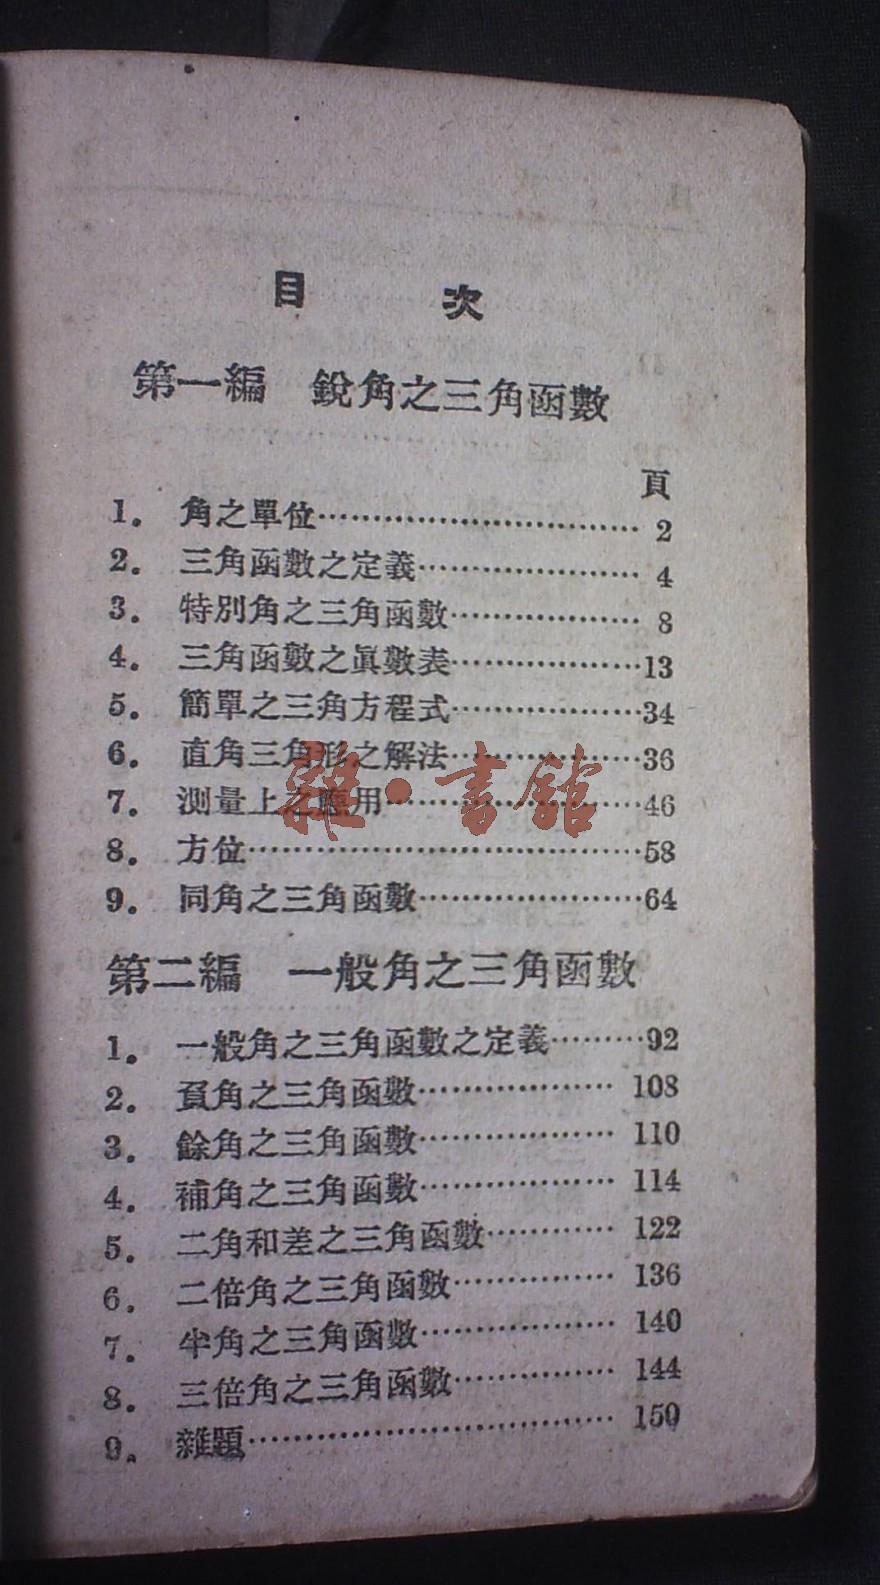 目　次
第一編　銳角之三角函數
頁
1. 角之單位……………………………2
2. 三角函數之定義…………………4
3. 特別角之三角函數………………8
4. 三角函數之眞數表………………13
5. 簡單之三角方程式………………34
6. 直角三角形之解法………………36
7. 測量上之應用……………………46
8. 方位………………………………58
9. 同角之三角函數…………………64
雜·書館
第二編　一般角之三角函數
1. 一般角之三角函數之定義………92
2. 負角之三角函數………………108
3. 餘角之三角函數………………110
4. 補角之三角函數………………114
5. 二角和差之三角函數…………122
6. 二倍角之三角函數……………136
7. 半角之三角函數………………140
8. 三倍角之三角函數……………144
9. 雜題……………………………150